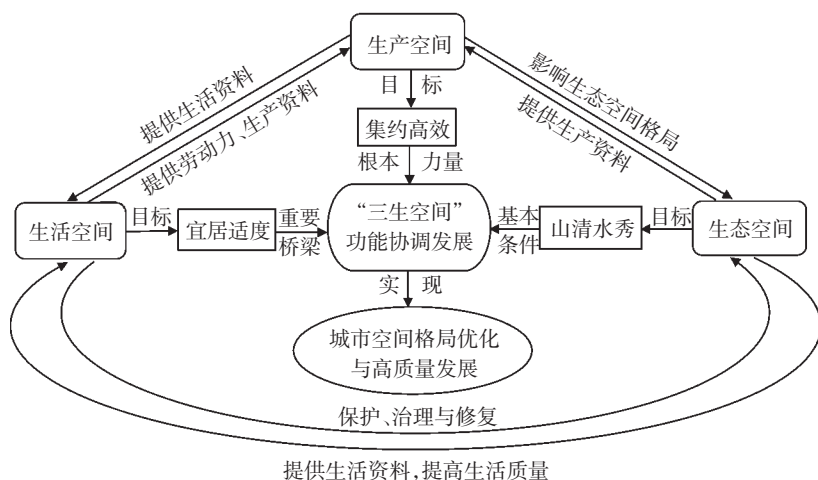 生产空间
目 标
集约高效
根本 力量
提供生活资料
提供劳动力、生产资料
影响生态空间格局
提供生产资料
生活空间
目标
宜居适度
重要
桥梁
“三生空间”
功能协调发展
基本
条件
山清水秀
目标
生态空间
实 现
城市空间格局优化
与高质量发展
保护、治理与修复
提供生活资料,提高生活质量